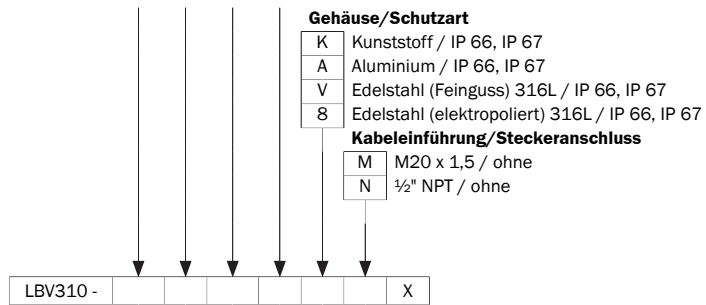 Gehäuse/Schutzart
K Kunststoff / IP 66, IP 67
A Aluminium / IP 66, IP 67
V Edelstahl (Feinguss) 316L / IP 66, IP 67
8 Edelstahl (elektropoliert) 316L / IP 66, IP 67
Kabeleinführung/Steckeranschluss
M M20 x 1,5 / ohne
N ½" NPT / ohne
LBV310 - X